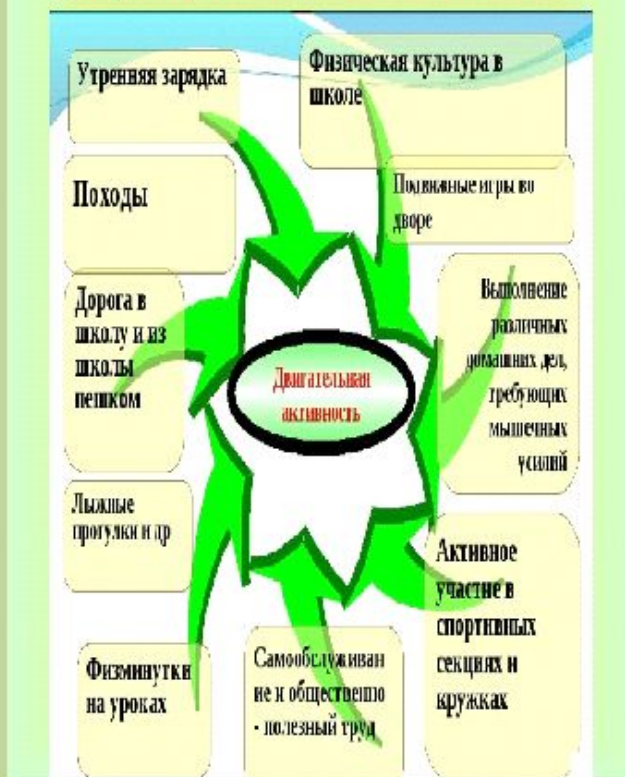 Утренняя зарядка
Физическая культура в
школе
Походы
Подвижные игры во
дворе
Дорога в
школу и из
школы
пешком
Выполнение
различных
домашних дел,
требующих
мышечных
усилий
Двигательная
активность
Лыжные
прогулки и др
Активное
участие в
спортивных
секциях и
кружках
Физминутки
на уроках
Самообслуживан
ие и общественно
- полезный труд